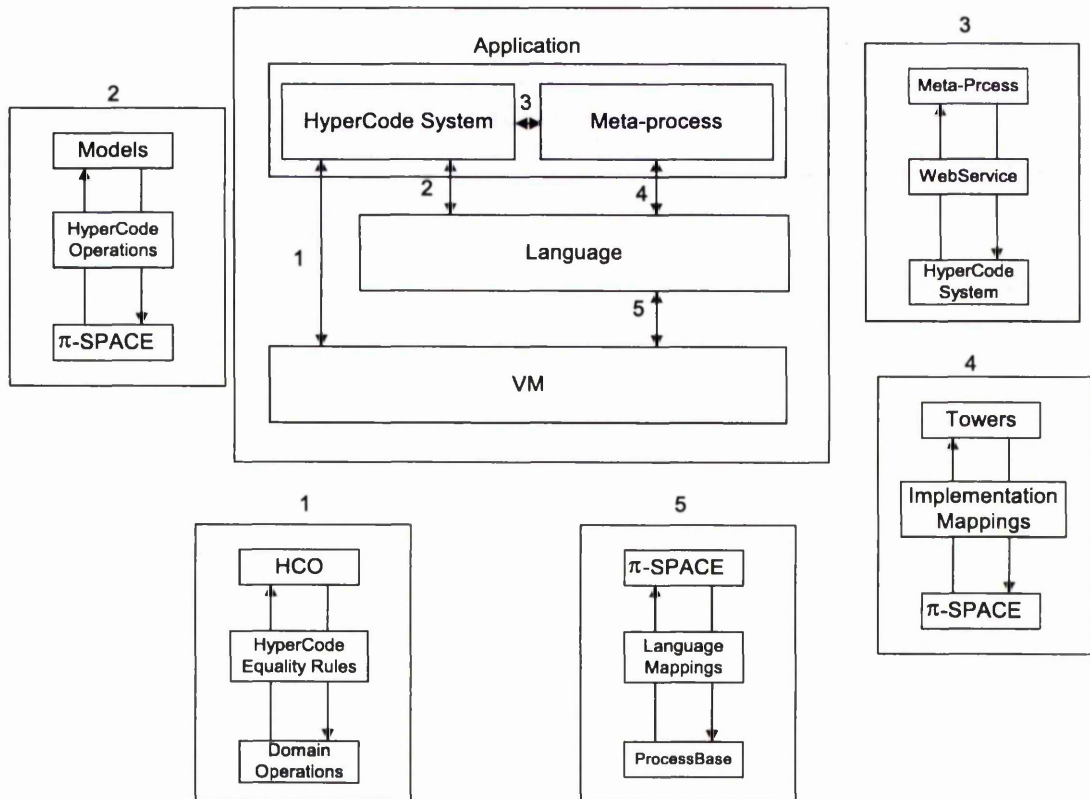 Application
HyperCode System
3
Meta-process
2
4
1
Language
5
VM
2
Models
HyperCode
Operations
π-SPACE
3
Meta-Prcess
WebService
HyperCode
System
4
Towers
Implementation
Mappings
π-SPACE
1
HCO
HyperCode
Equality Rules
Domain
Operations
5
π-SPACE
Language
Mappings
ProcessBase